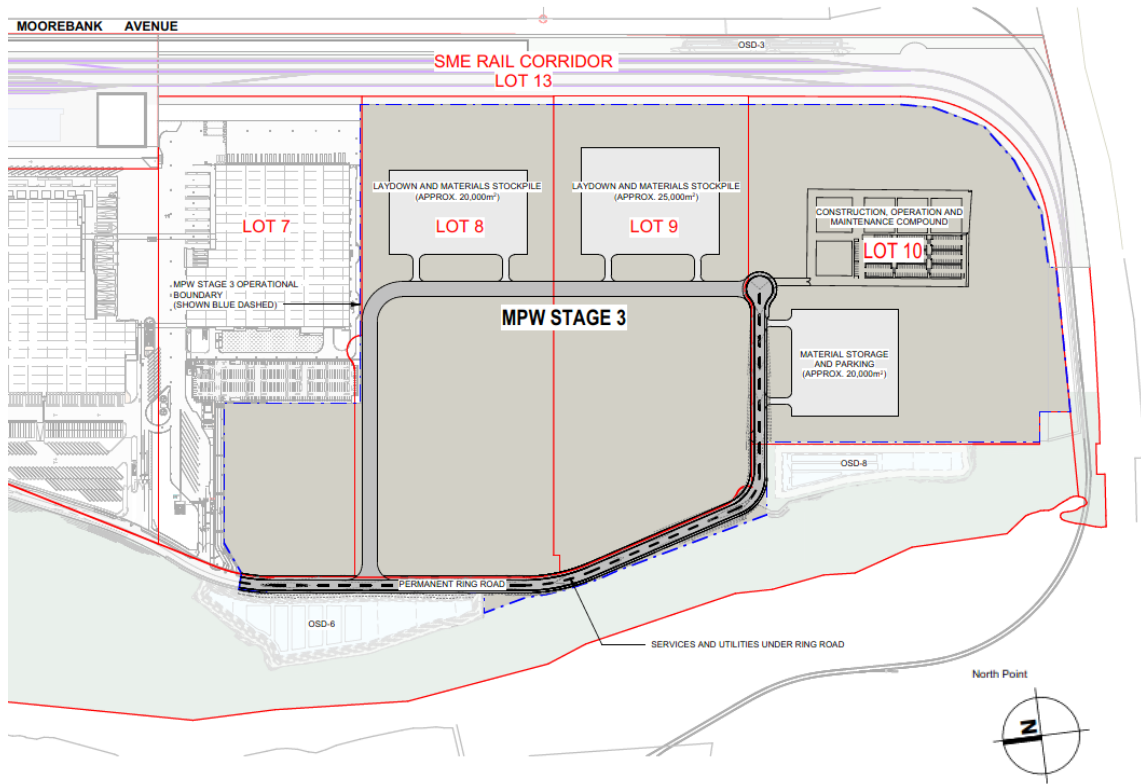 MOOREBANK AVENUE
OSD-3
SME RAIL CORRIDOR
LOT 13
LAYDOWN AND MATERIALS STOCKPILE
(APPROX. 20,000m²)
LOT 8
LAYDOWN AND MATERIALS STOCKPILE
(APPROX. 25,000m²)
LOT 9
CONSTRUCTION, OPERATION AND
MAINTENANCE COMPOUND
LOT 10
LOT 7
MPW STAGE 3 OPERATIONAL
BOUNDARY
(SHOWN BLUE DASHED)
MPW STAGE 3
MATERIAL STORAGE
AND PARKING
(APPROX. 20,000m²)
OSD-8
PERMANENT RING ROAD
OSD-6
SERVICES AND UTILITIES UNDER RING ROAD
North Point
N